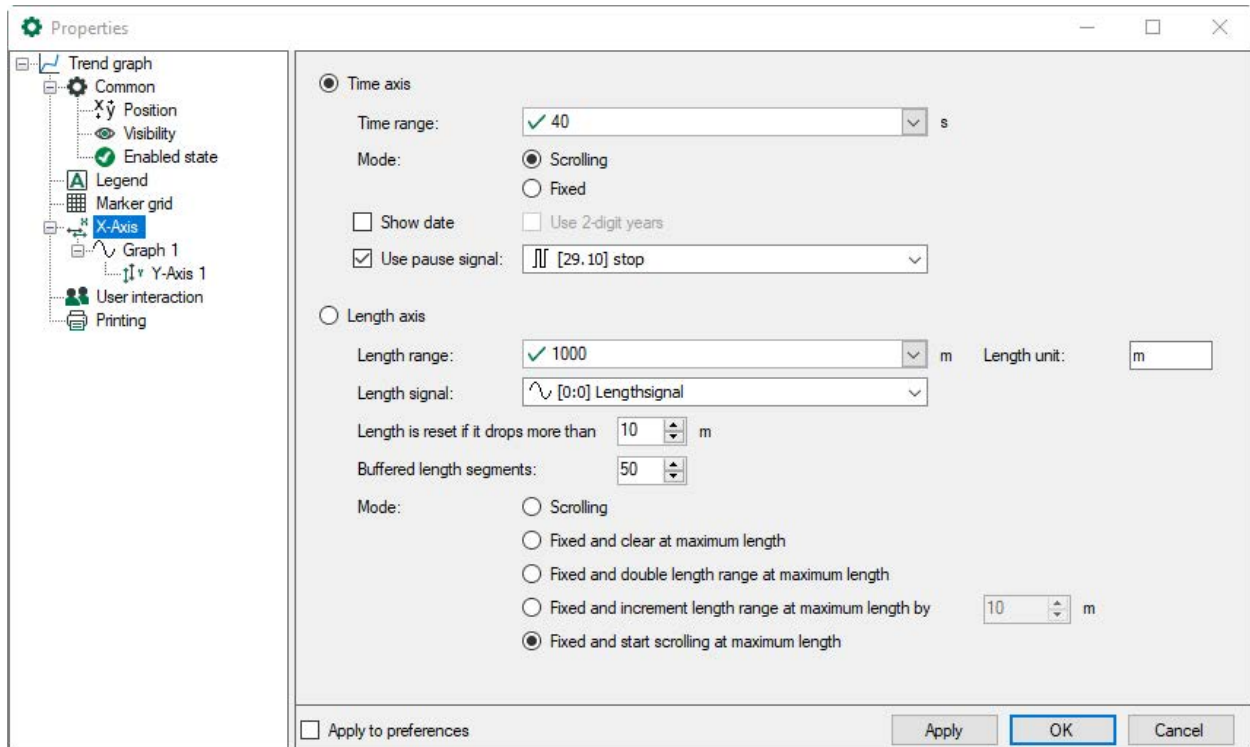 Properties
Trend graph
Common
Position
Visibility
Enabled state
Legend
Marker grid
X-Axis
Graph 1
Y-Axis 1
User interaction
Printing
Time axis
Time range: 40 s
Mode: Scrolling
Fixed
Show date Use 2-digit years
Use pause signal: [29.10] stop
Length axis
Length range: 1000 m Length unit: m
Length signal: [0:0] Lengthsignal
Length is reset if it drops more than 10 m
Buffered length segments: 50
Mode: Scrolling
Fixed and clear at maximum length
Fixed and double length range at maximum length
Fixed and increment length range at maximum length by 10 m
Fixed and start scrolling at maximum length
Apply to preferences Apply OK Cancel